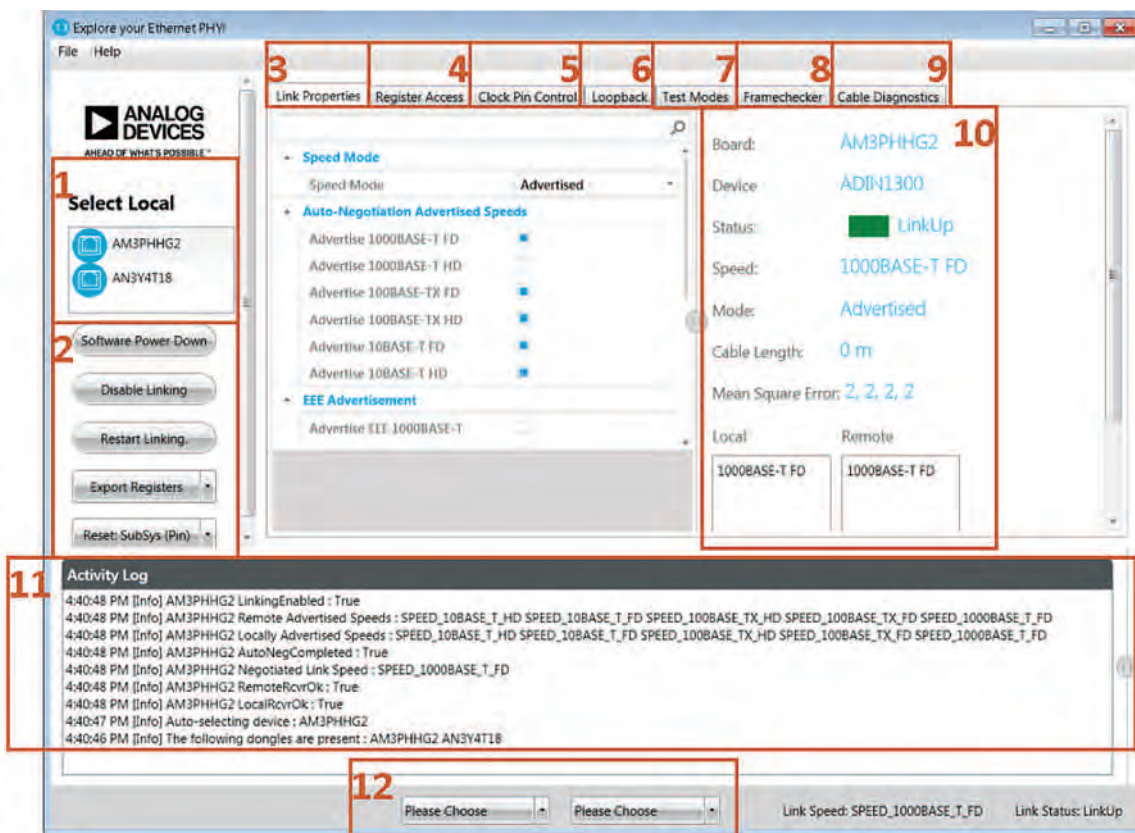 Explore your Ethernet PHY!
File Help
3 4 5 6 7 8 9
Link Properties Register Access Clock Pin Control Loopback Test Modes Framechecker Cable Diagnostics
ANALOG
DEVICES
AHEAD OF WHAT'S POSSIBLE™
1
Select Local
AM3PHHG2
AN3Y4T18
2
Software Power Down
Disable Linking
Restart Linking.
Export Registers
Reset: SubSys (Pin)
Speed Mode
Speed Mode Advertised
Auto-Negotiation Advertised Speeds
Advertise 1000BASE-T FD
Advertise 1000BASE-T HD
Advertise 100BASE-TX FD
Advertise 100BASE-TX HD
Advertise 10BASE-T FD
Advertise 10BASE-T HD
EEE Advertisement
Advertise EEE 1000BASE-T
10
Board: AM3PHHG2
Device ADIN1300
Status: LinkUp
Speed: 1000BASE-T FD
Mode: Advertised
Cable Length: 0 m
Mean Square Error: 2, 2, 2, 2
Local Remote
1000BASE-T FD 1000BASE-T FD
11
Activity Log
4:40:48 PM [Info] AM3PHHG2 LinkingEnabled : True
4:40:48 PM [Info] AM3PHHG2 Remote Advertised Speeds : SPEED_10BASE_T_HD SPEED_10BASE_T_FD SPEED_100BASE_TX_HD SPEED_100BASE_TX_FD SPEED_1000BASE_T_FD
4:40:48 PM [Info] AM3PHHG2 Locally Advertised Speeds : SPEED_10BASE_T_HD SPEED_10BASE_T_FD SPEED_100BASE_TX_HD SPEED_100BASE_TX_FD SPEED_1000BASE_T_FD
4:40:48 PM [Info] AM3PHHG2 AutoNegCompleted : True
4:40:48 PM [Info] AM3PHHG2 Negotiated Link Speed : SPEED_1000BASE_T_FD
4:40:48 PM [Info] AM3PHHG2 RemoteRcvrOk : True
4:40:48 PM [Info] AM3PHHG2 LocalRcvrOk : True
4:40:47 PM [Info] Auto-selecting device : AM3PHHG2
4:40:46 PM [Info] The following dongles are present : AM3PHHG2 AN3Y4T18
12
Please Choose Please Choose
Link Speed: SPEED_1000BASE_T_FD Link Status: LinkUp